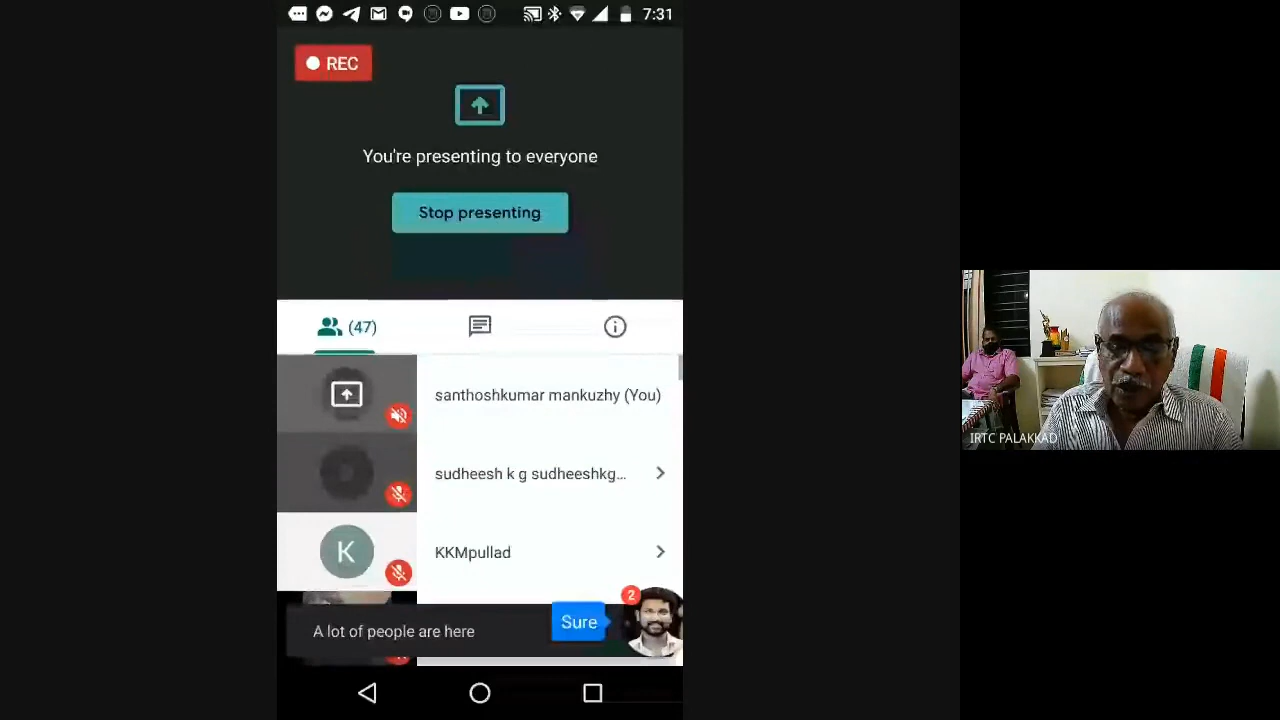 7:31
REC
You're presenting to everyone
Stop presenting
(47)
santhoshkumar mankuzhy (You)
sudheesh k g sudheeshkg...
K
KKMpullad
2
Sure
A lot of people are here
IRTC PALAKKAD